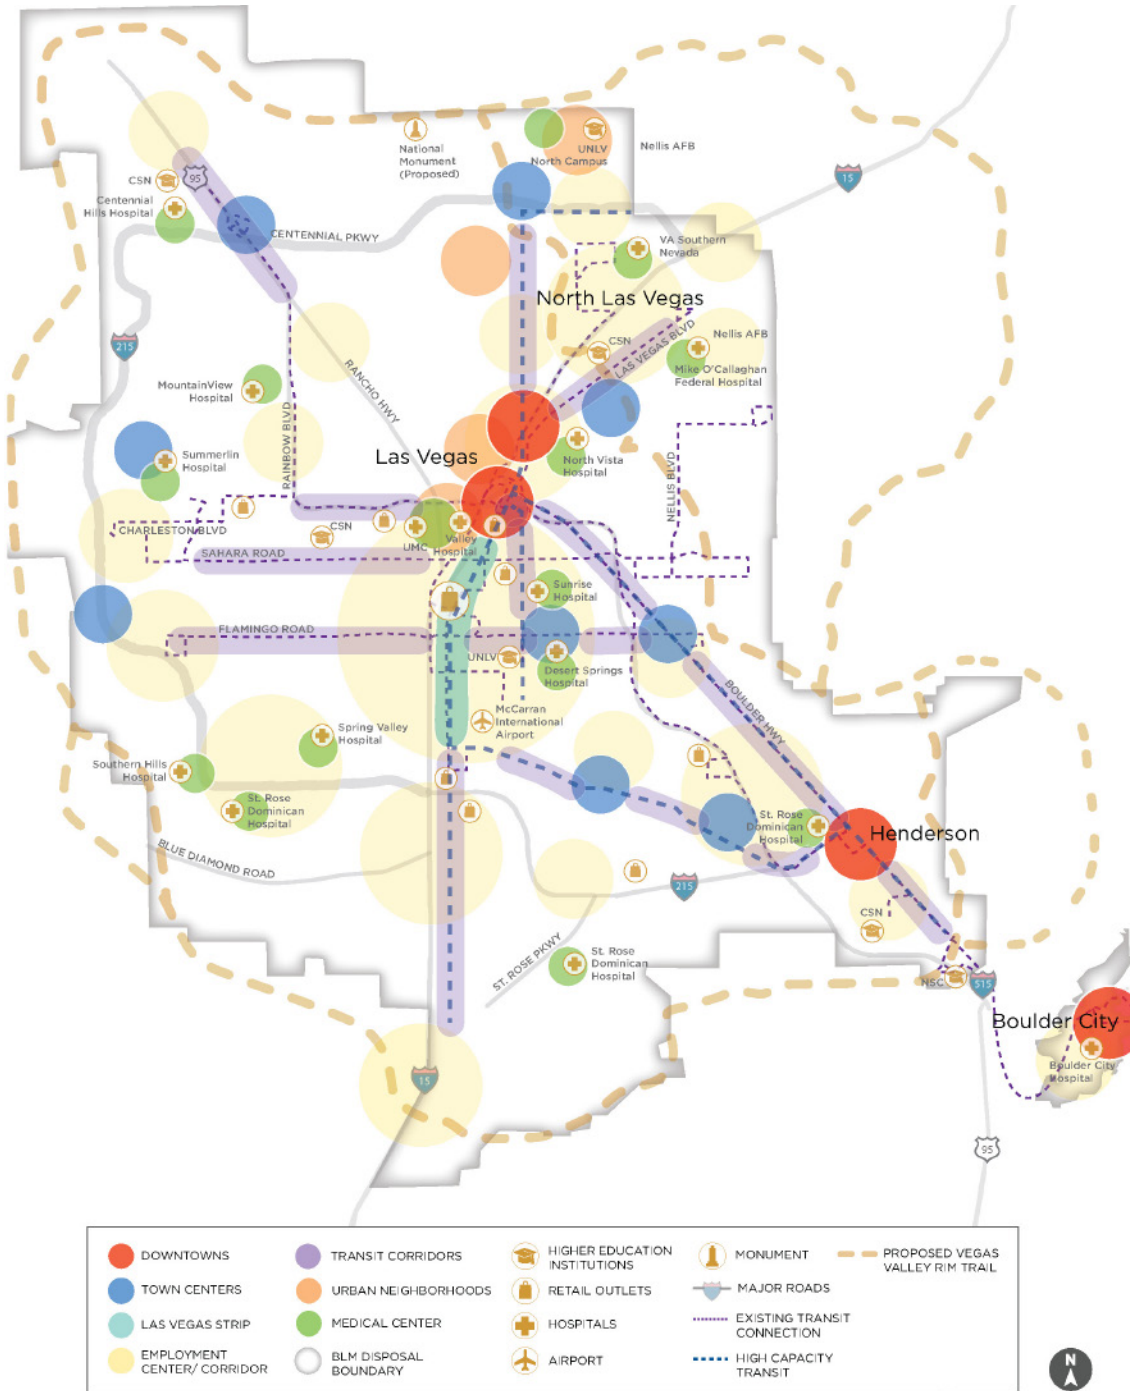 National
Monument
(Proposed)
UNLV
North Campus
Nellis AFB
15
CSN
95
Centennial
Hills Hospital
CENTENNIAL PKWY
VA Southern
Nevada
North Las Vegas
215
RANCHO HWY
CSN
LAS VEGAS BLVD
Nellis AFB
Mike O'Callaghan
Federal Hospital
MountainView
Hospital
RAINBOW BLVD
Las Vegas
Summerlin
Hospital
North Vista
Hospital
NELLIS BLVD
CHARLESTON BLVD
CSN
UMC
Valley
Hospital
SAHARA ROAD
Sunrise
Hospital
FLAMINGO ROAD
UNLV
Desert Springs
Hospital
BOULDER HWY
McCarran
International
Airport
Spring Valley
Hospital
Southern Hills
Hospital
St. Rose
Dominican
Hospital
St. Rose
Dominican
Hospital
Henderson
BLUE DIAMOND ROAD
215
CSN
ST. ROSE PKWY
St. Rose
Dominican
Hospital
NSC
515
Boulder City
Boulder City
Hospital
15
95
DOWNTOWNS
TOWN CENTERS
LAS VEGAS STRIP
EMPLOYMENT
CENTER/ CORRIDOR
TRANSIT CORRIDORS
URBAN NEIGHBORHOODS
MEDICAL CENTER
BLM DISPOSAL
BOUNDARY
HIGHER EDUCATION
INSTITUTIONS
RETAIL OUTLETS
HOSPITALS
AIRPORT
MONUMENT
MAJOR ROADS
EXISTING TRANSIT
CONNECTION
HIGH CAPACITY
TRANSIT
PROPOSED VEGAS
VALLEY RIM TRAIL
N